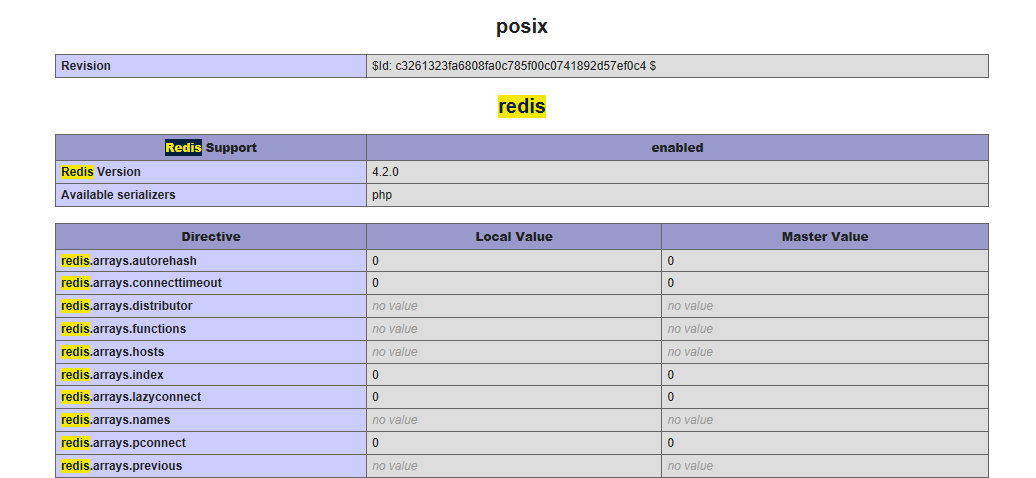 posix
Revision $Id: c3261323fa6808fa0c785f00c0741892d57ef0c4 $
redis
Redis Support enabled
Redis Version 4.2.0
Available serializers php
Directive Local Value Master Value
redis.arrays.autorehash 0 0
redis.arrays.connecttimeout 0 0
redis.arrays.distributor no value no value
redis.arrays.functions no value no value
redis.arrays.hosts no value no value
redis.arrays.index 0 0
redis.arrays.lazyconnect 0 0
redis.arrays.names no value no value
redis.arrays.pconnect 0 0
redis.arrays.previous no value no value